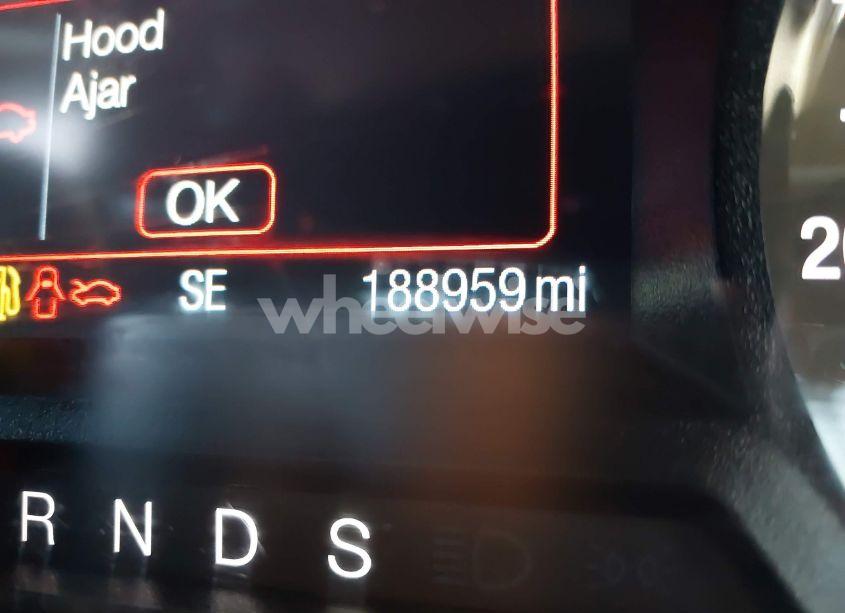 Hood
Ajar
OK
SE 188959 mi
wheelwise
R N D S